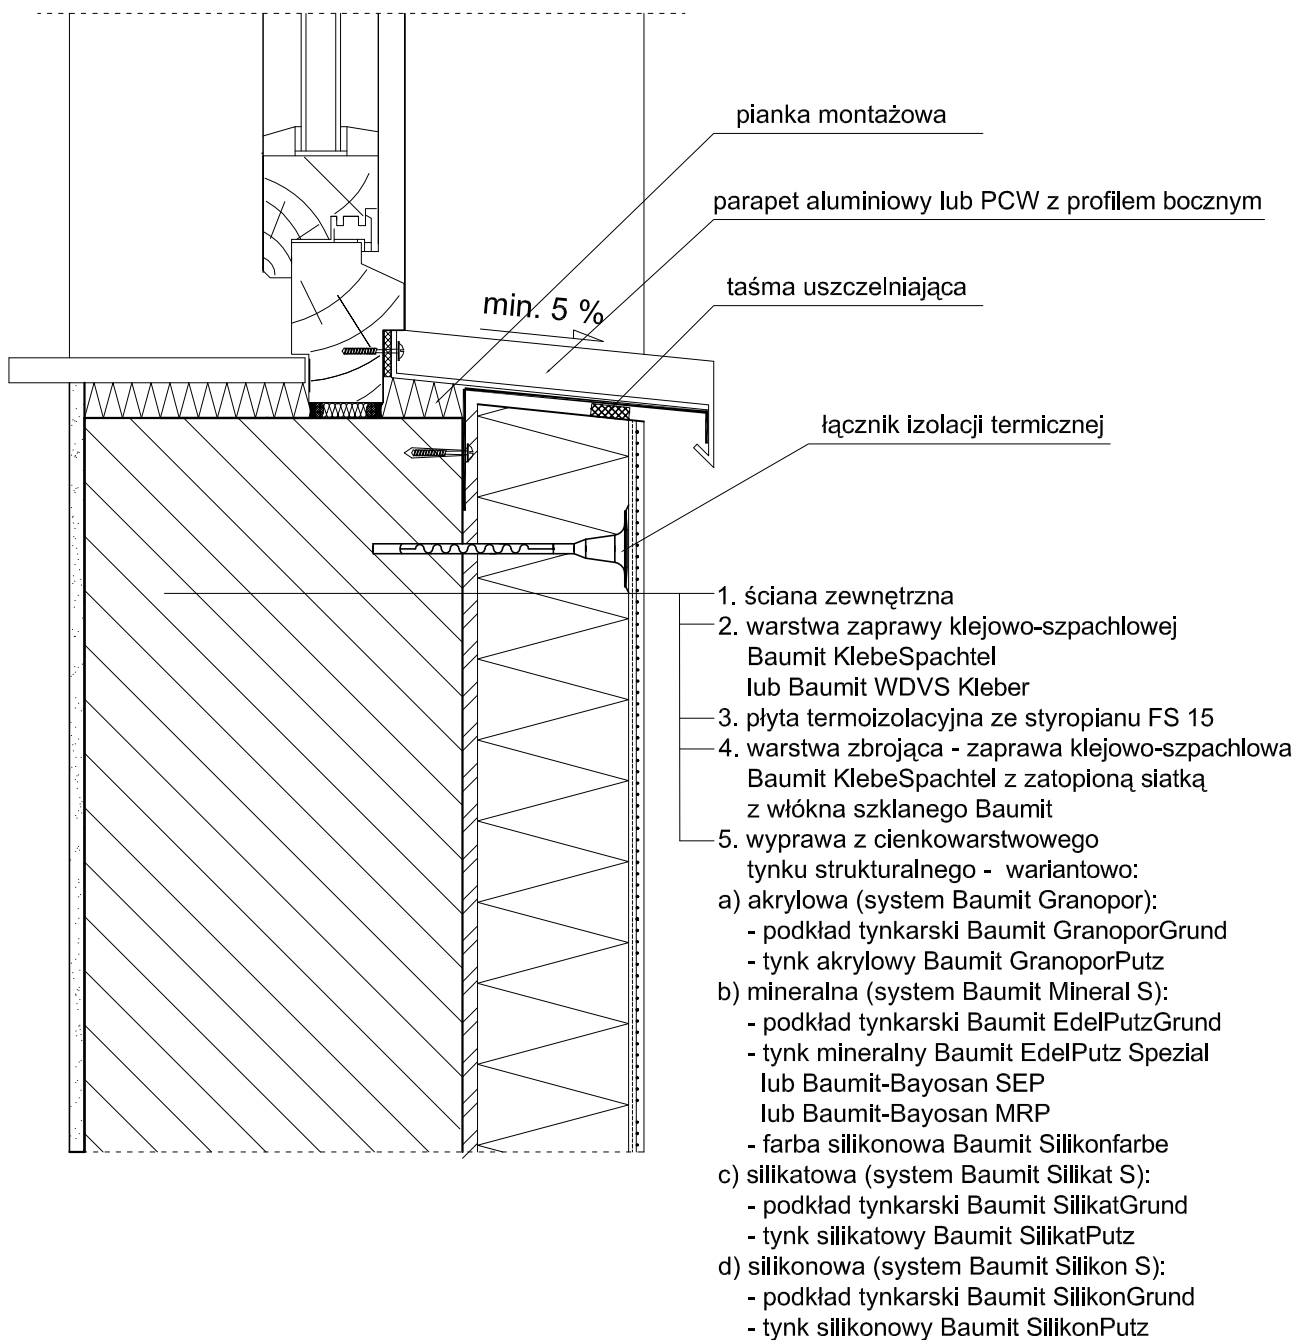 pianka montażowa
parapet aluminiowy lub PCW z profilem bocznym
taśma uszczelniająca
min. 5 %
łącznik izolacji termicznej
1. ściana zewnętrzna
2. warstwa zaprawy klejowo-szpachlowej
Baumit KlebeSpachtel
lub Baumit WDVS Kleber
3. płyta termoizolacyjna ze styropianu FS 15
4. warstwa zbrojąca - zaprawa klejowo-szpachlowa
Baumit KlebeSpachtel z zatopioną siatką
z włókna szklanego Baumit
5. wyprawa z cienkowarstwowego
tynku strukturalnego - wariantowo:
a) akrylowa (system Baumit Granopor):
- podkład tynkarski Baumit GranoporGrund
- tynk akrylowy Baumit GranoporPutz
b) mineralna (system Baumit Mineral S):
- podkład tynkarski Baumit EdelPutzGrund
- tynk mineralny Baumit EdelPutz Spezial
lub Baumit-Bayosan SEP
lub Baumit-Bayosan MRP
- farba silikonowa Baumit Silikonfarbe
c) silikatowa (system Baumit Silikat S):
- podkład tynkarski Baumit SilikatGrund
- tynk silikatowy Baumit SilikatPutz
d) silikonowa (system Baumit Silikon S):
- podkład tynkarski Baumit SilikonGrund
- tynk silikonowy Baumit SilikonPutz